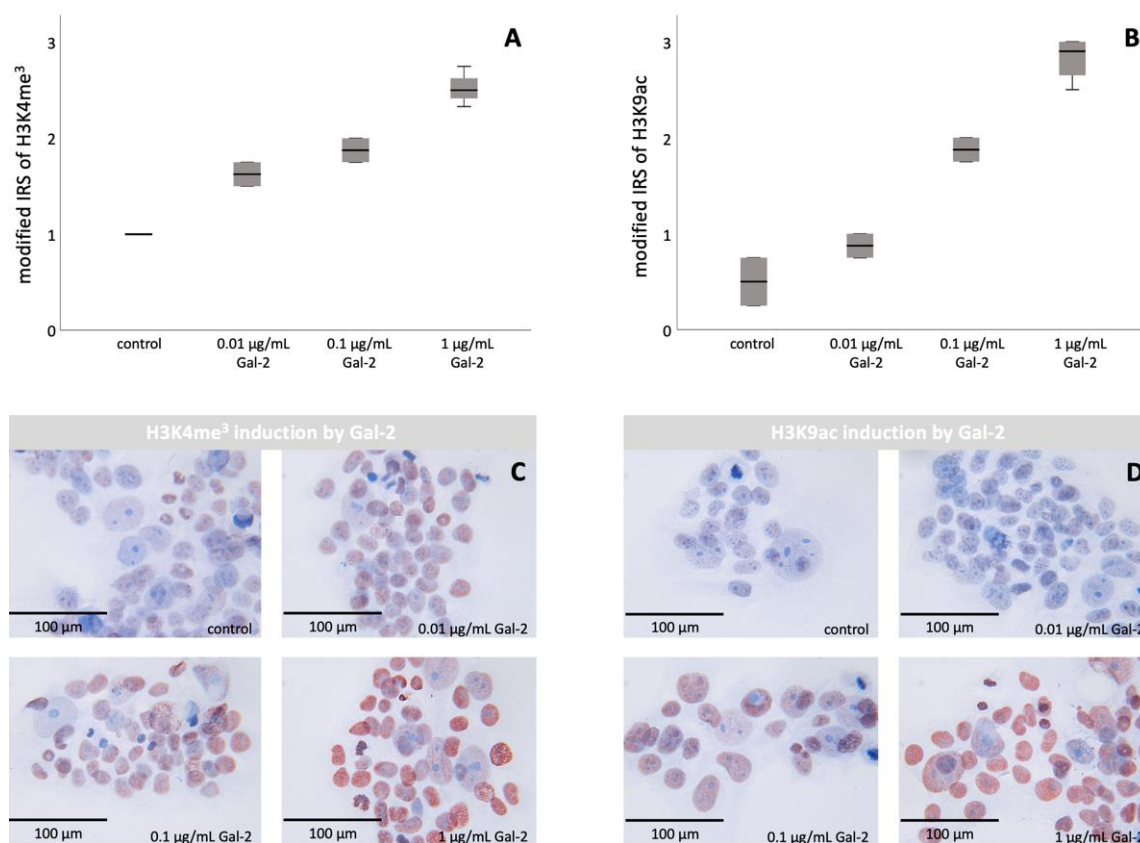 A
modified IRS of H3K4me³
3
2
1
0
control
0.01 µg/mL
Gal-2
0.1 µg/mL
Gal-2
1 µg/mL
Gal-2
B
modified IRS of H3K9ac
3
2
1
0
control
0.01 µg/mL
Gal-2
0.1 µg/mL
Gal-2
1 µg/mL
Gal-2
H3K4me³ induction by Gal-2
C
100 µm
control
100 µm
0.01 µg/mL Gal-2
100 µm
0.1 µg/mL Gal-2
100 µm
1 µg/mL Gal-2
H3K9ac induction by Gal-2
D
100 µm
control
100 µm
0.01 µg/mL Gal-2
100 µm
0.1 µg/mL Gal-2
100 µm
1 µg/mL Gal-2